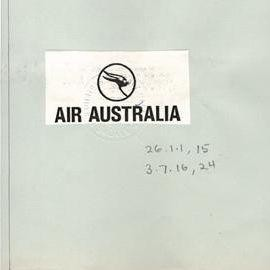 AIR AUSTRALIA
26.1.1, 15
3.7.16, 24